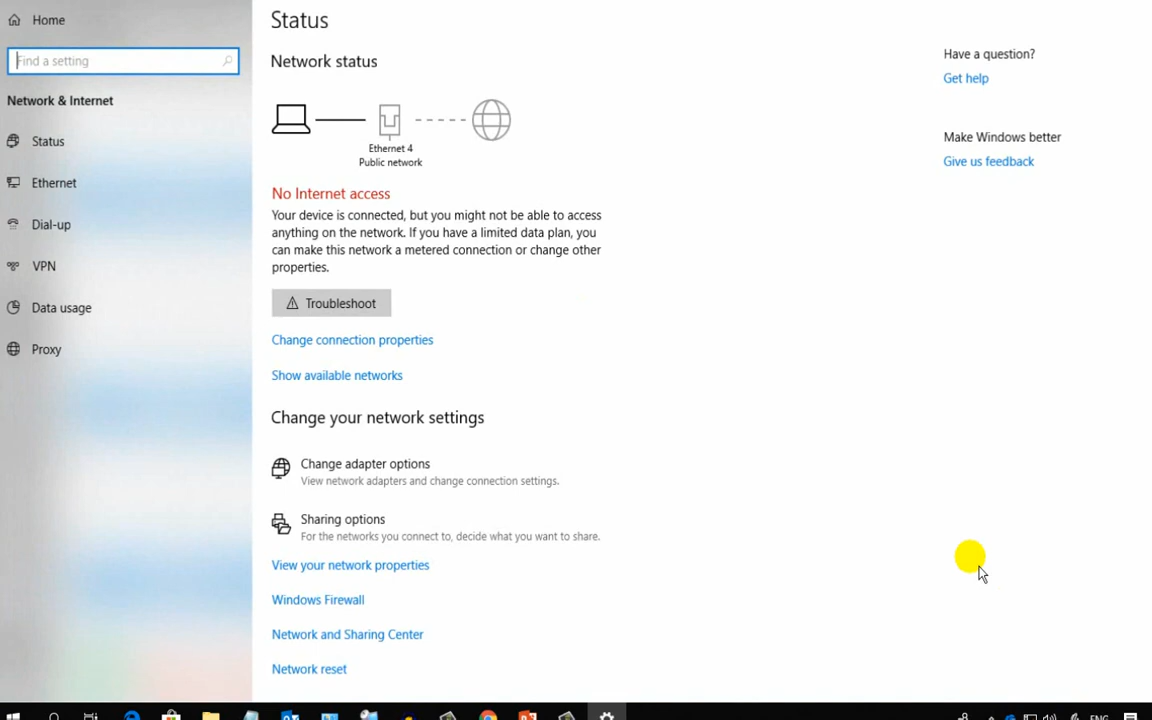 Home
Find a setting
Network & Internet
Status
Ethernet
Dial-up
VPN
Data usage
Proxy
Status
Network status
Ethernet 4
Public network
No Internet access
Your device is connected, but you might not be able to access
anything on the network. If you have a limited data plan, you
can make this network a metered connection or change other
properties.
Troubleshoot
Change connection properties
Show available networks
Change your network settings
Change adapter options
View network adapters and change connection settings.
Sharing options
For the networks you connect to, decide what you want to share.
View your network properties
Windows Firewall
Network and Sharing Center
Network reset
Have a question?
Get help
Make Windows better
Give us feedback
ENG